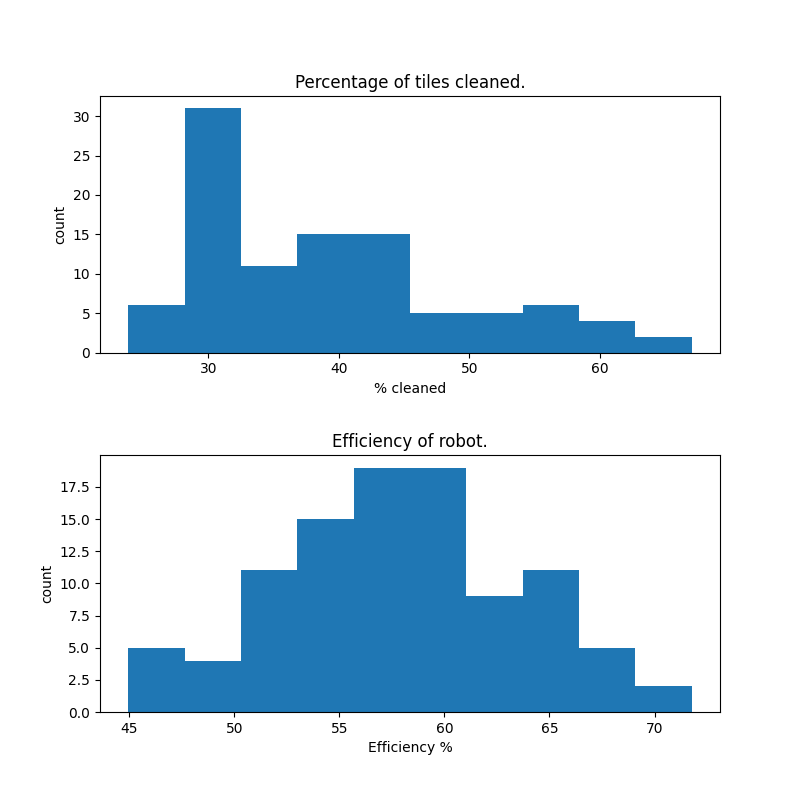 Percentage of tiles cleaned.
30
25
20
15
10
5
0
count
30 40 50 60
% cleaned
Efficiency of robot.
17.5
15.0
12.5
10.0
7.5
5.0
2.5
0.0
count
45 50 55 60 65 70
Efficiency %